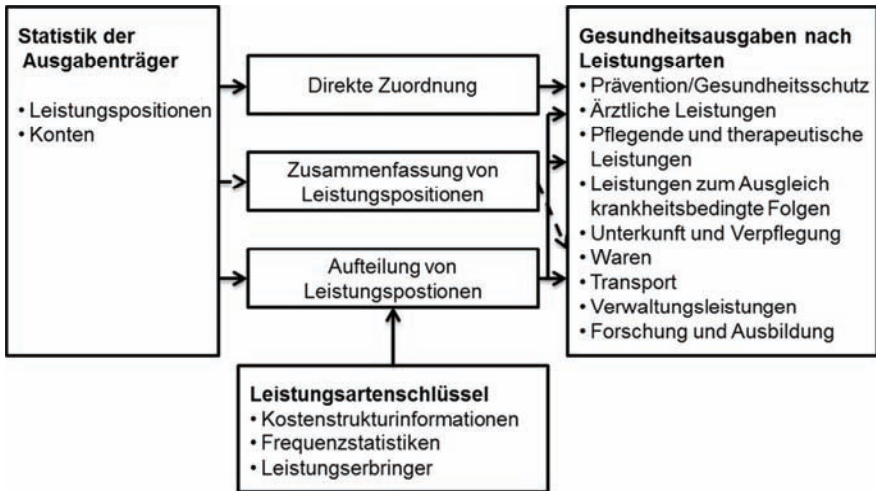 Statistik der
Ausgabenträger
• Leistungspositionen
• Konten
Direkte Zuordnung
Zusammenfassung von
Leistungspositionen
Aufteilung von
Leistungspostionen
Leistungsartenschlüssel
• Kostenstrukturinformationen
• Frequenzstatistiken
• Leistungserbringer
Gesundheitsausgaben nach
Leistungsarten
• Prävention/Gesundheitsschutz
• Ärztliche Leistungen
• Pflegende und therapeutische
Leistungen
• Leistungen zum Ausgleich
krankheitsbedingte Folgen
• Unterkunft und Verpflegung
• Waren
• Transport
• Verwaltungsleistungen
• Forschung und Ausbildung